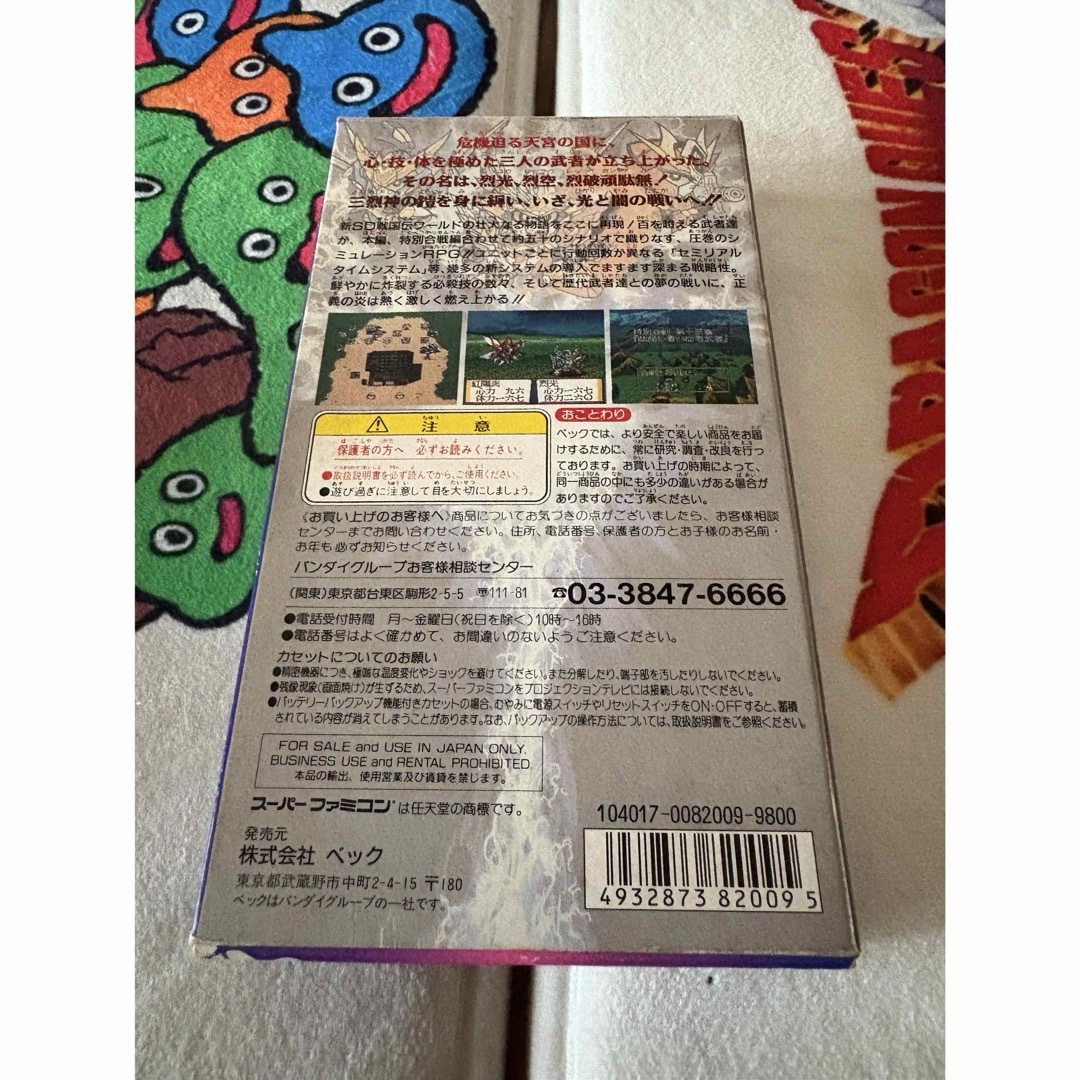 危機迫る天宮の国に、
心・技・体を極めた三人の武者が立ち上がった。
その名は、烈光、烈空、烈破頑駄無!
三烈神の鎧を身に纏い、いざ、光と闇の戦いへ!!
新SD戦国伝ワールドの壮大なる物語をここに再現!百を超える武者達
が、本編、特別合戦編合わせて約五十のシナリオで織りなす、圧巻のシ
ミュレーションRPG!!ユニットごとに行動回数が異なる「セミリアル
タイムシステム」等、幾多の新システムの導入でますます深まる戦略性。
鮮やかに炸裂する必殺技の数々、そして歴代武者達との夢の戦いに、正
義の炎は熱く激しく燃え上がる!!
紅陽炎
心力 九六
体力一六七
烈光
心力一六七
体力二六〇
注意
保護者の方へ 必ずお読みください。
●取扱説明書を必ず読んでから、ご使用ください。
●遊び過ぎに注意して目を大切にしましょう。
おことわり
ベックでは、より安全で楽しい商品をお届
けするために、常に研究・調査・改良を行っ
ております。お買い上げの時期によって、
同一商品の中にも多少の違いがある場合が
ありますのでご了承ください。
《お買い上げのお客様へ》商品についてお気づきの点がございましたら、お客様相談
センターまでお問い合わせください。住所、電話番号、保護者の方とお子様のお名前・
お年も必ずお知らせください。
バンダイグループお客様相談センター
(関東)東京都台東区駒形2-5-5 〒111-81 ☎03-3847-6666
●電話受付時間 月〜金曜日(祝日を除く)10時〜16時
●電話番号はよく確かめて、お間違いのないようご注意ください。
カセットについてのお願い
●精密機器につき、極端な温度変化やショックを避けてください。また分解したり、端子部を汚したりしないでください。
●残像現象(画面焼け)が生ずるため、スーパーファミコンをプロジェクションテレビには接続しないでください。
●バッテリーバックアップ機能付きカセットの場合、むやみに電源スイッチやリセットスイッチをON・OFFすると、蓄積
されている内容が消えてしまうことがあります。なお、バックアップの操作方法については、取扱説明書をご参照ください。
FOR SALE and USE IN JAPAN ONLY.
BUSINESS USE and RENTAL PROHIBITED.
本品の輸出、使用営業及び賃貸を禁じます。
スーパーファミコンは任天堂の商標です。
発売元
株式会社 ベック
東京都武蔵野市中町2-4-15 〒180
ベックはバンダイグループの一社です。
104017-0082009-9800
4932873820095